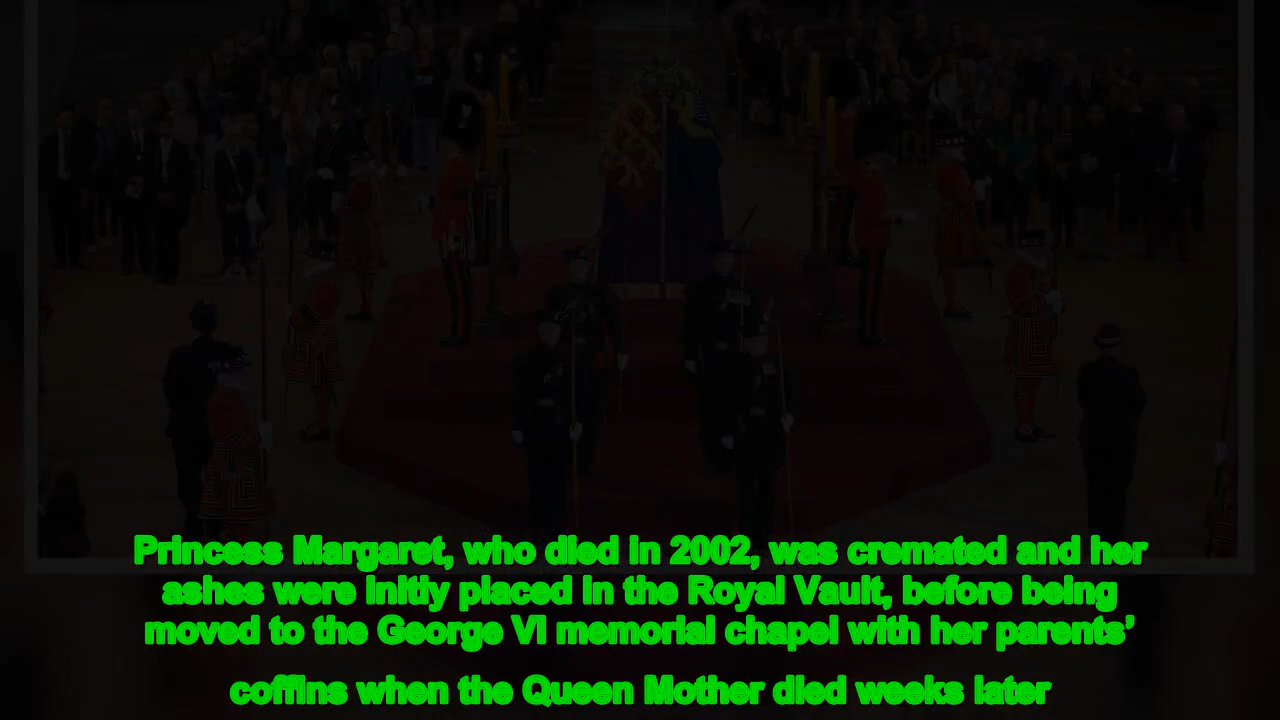 Princess Margaret, who died in 2002, was cremated and her
ashes were initly placed in the Royal Vault, before being
moved to the George VI memorial chapel with her parents’
coffins when the Queen Mother died weeks later